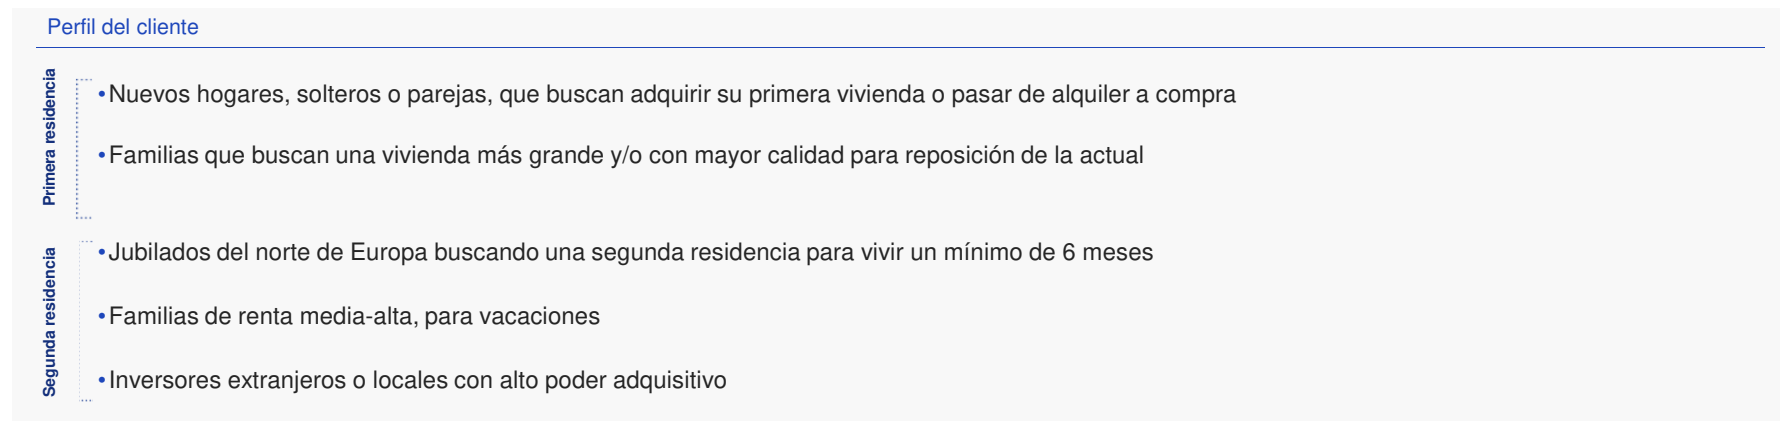 Perfil del cliente
Primera residencia
•Nuevos hogares, solteros o parejas, que buscan adquirir su primera vivienda o pasar de alquiler a compra
•Familias que buscan una vivienda más grande y/o con mayor calidad para reposición de la actual
Segunda residencia
•Jubilados del norte de Europa buscando una segunda residencia para vivir un mínimo de 6 meses
•Familias de renta media-alta, para vacaciones
•Inversores extranjeros o locales con alto poder adquisitivo